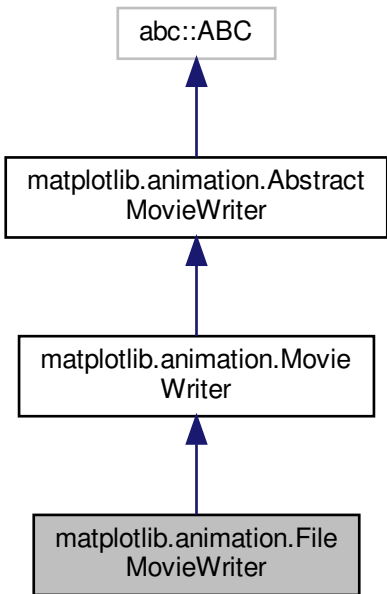 abc::ABC
matplotlib.animation.Abstract
MovieWriter
matplotlib.animation.Movie
Writer
matplotlib.animation.File
MovieWriter